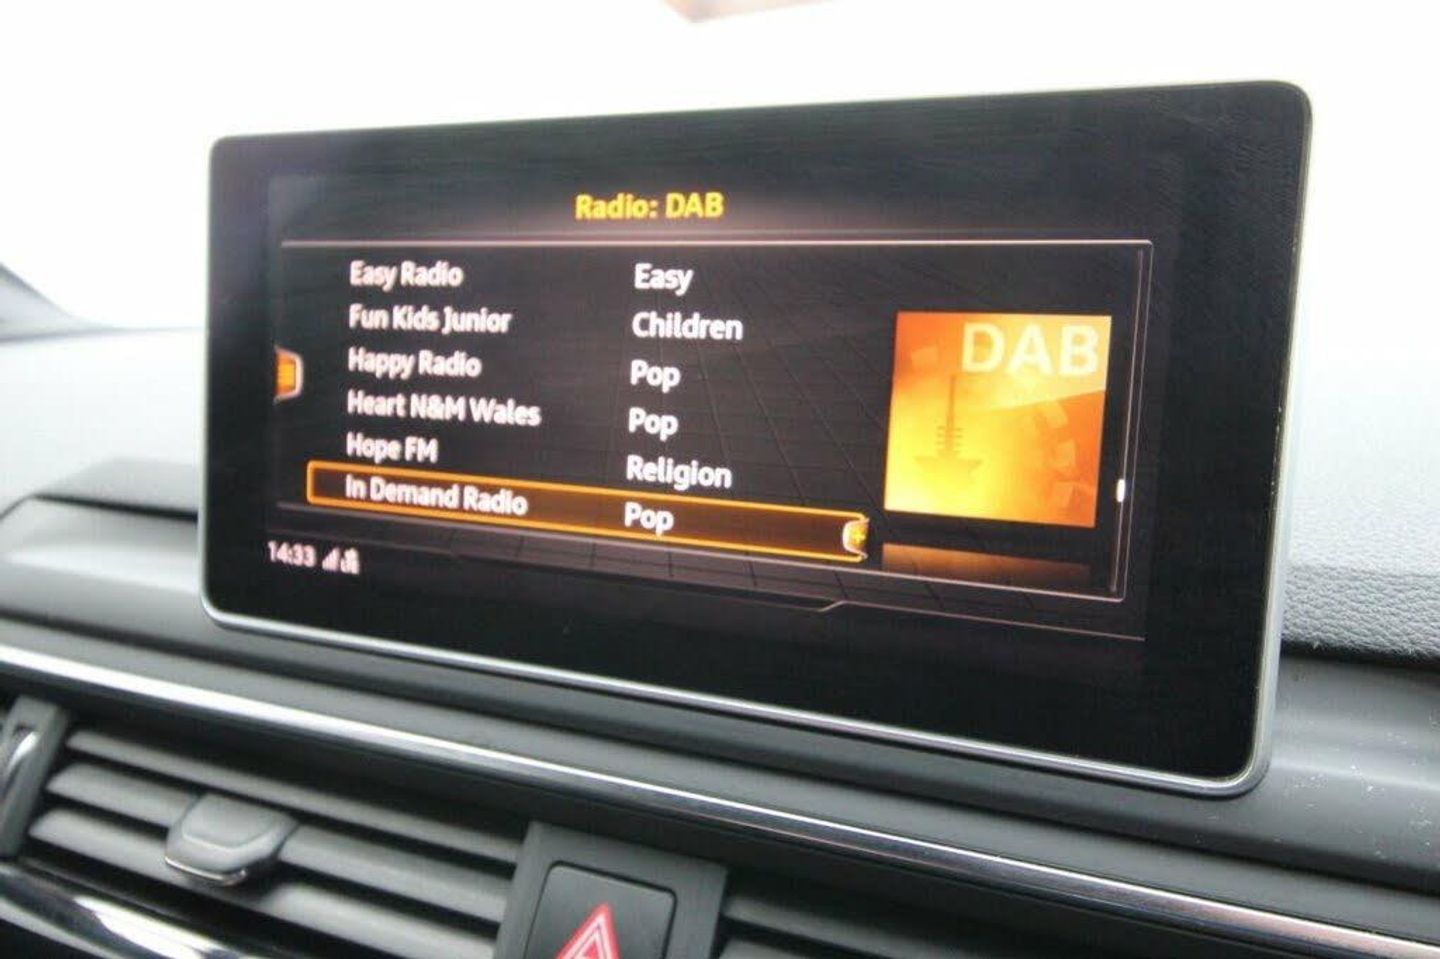 Radio: DAB
Easy Radio Easy
Fun Kids Junior Children
Happy Radio Pop
Heart N&M Wales Pop
Hope FM Religion
In Demand Radio Pop
DAB
14:33